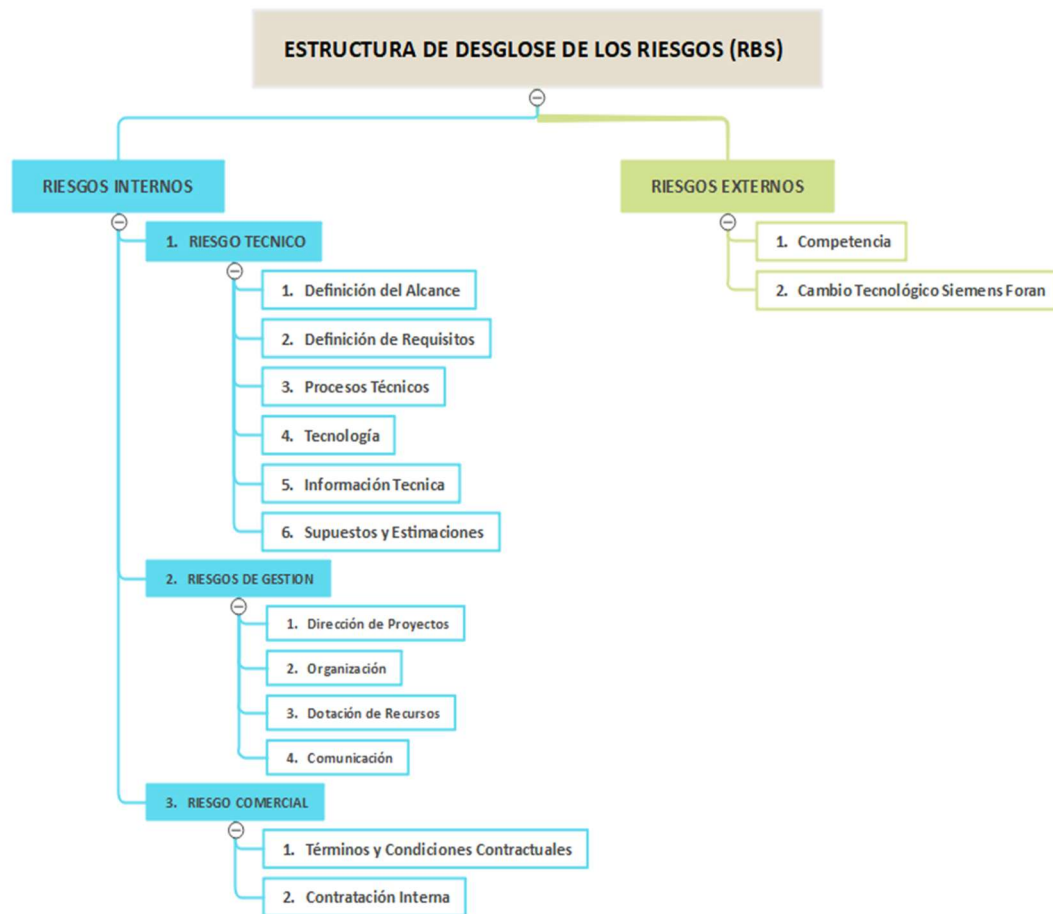 ESTRUCTURA DE DESGLOSE DE LOS RIESGOS (RBS)
RIESGOS INTERNOS
1. RIESGO TECNICO
1. Definición del Alcance
2. Definición de Requisitos
3. Procesos Técnicos
4. Tecnología
5. Información Tecnica
6. Supuestos y Estimaciones
2. RIESGOS DE GESTION
1. Dirección de Proyectos
2. Organización
3. Dotación de Recursos
4. Comunicación
3. RIESGO COMERCIAL
1. Términos y Condiciones Contractuales
2. Contratación Interna
RIESGOS EXTERNOS
1. Competencia
2. Cambio Tecnológico Siemens Foran